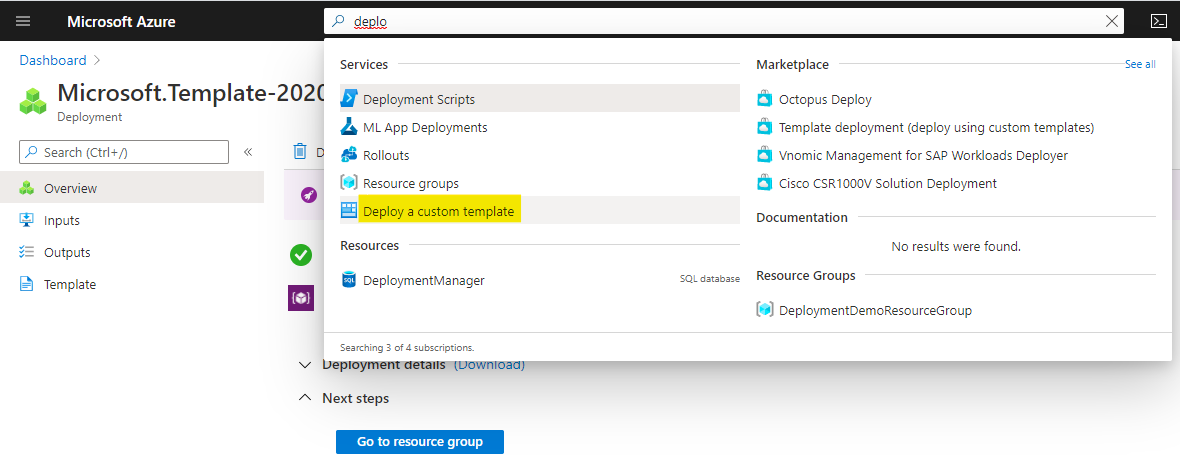 Microsoft Azure
deplo
Dashboard
Microsoft.Template-2020
Deployment
Search (Ctrl+/)
Overview
Inputs
Outputs
Template
D
Services
Deployment Scripts
ML App Deployments
Rollouts
Resource groups
Deploy a custom template
Resources
DeploymentManager
SQL
SQL database
Marketplace
See all
Octopus Deploy
Template deployment (deploy using custom templates)
Vnomic Management for SAP Workloads Deployer
Cisco CSR1000V Solution Deployment
Documentation
No results were found.
Resource Groups
DeploymentDemoResourceGroup
Searching 3 of 4 subscriptions.
Deployment details (Download)
Next steps
Go to resource group